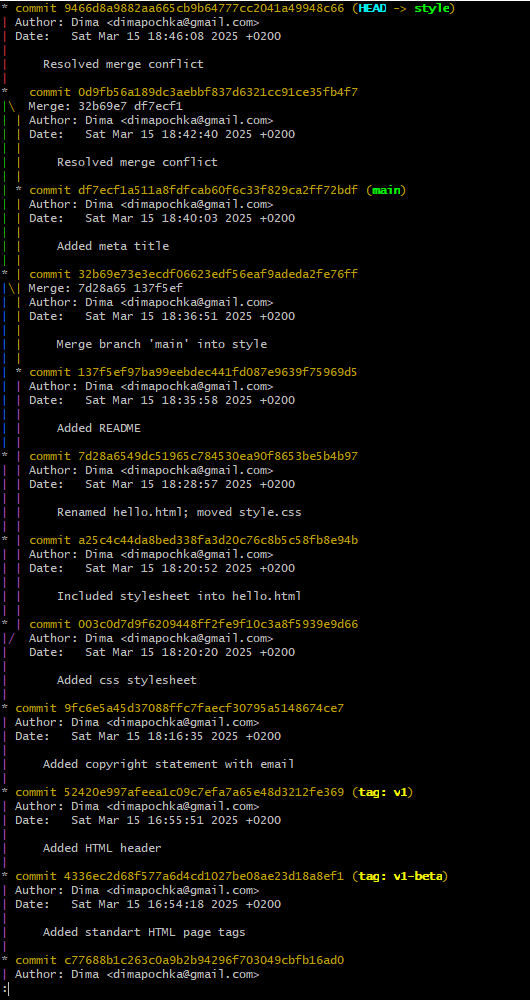 * commit 9466d8a9882aa665cb9b64777cc2041a49948c66 (HEAD -> style)
| Author: Dima <dimapochka@gmail.com>
| Date:   Sat Mar 15 18:46:08 2025 +0200
|
|     Resolved merge conflict
|
*   commit 0d9fb56a189dc3aebbf837d6321cc91ce35fb4f7
|\  Merge: 32b69e7 df7ecf1
| | Author: Dima <dimapochka@gmail.com>
| | Date:   Sat Mar 15 18:42:40 2025 +0200
| |
| |     Resolved merge conflict
| |
| * commit df7ecf1a511a8fdfcab60f6c33f829ca2ff72bdf (main)
| | Author: Dima <dimapochka@gmail.com>
| | Date:   Sat Mar 15 18:40:03 2025 +0200
| |
| |     Added meta title
| |
* | commit 32b69e73e3ecdf06623edf56eaf9adeda2fe76ff
|\| Merge: 7d28a65 137f5ef
| | Author: Dima <dimapochka@gmail.com>
| | Date:   Sat Mar 15 18:36:51 2025 +0200
| |
| |     Merge branch 'main' into style
| |
| * commit 137f5ef97ba99eebdec441fd087e9639f75969d5
| | Author: Dima <dimapochka@gmail.com>
| | Date:   Sat Mar 15 18:35:58 2025 +0200
| |
| |     Added README
| |
* | commit 7d28a6549dc51965c784530ea90f8653be5b4b97
| | Author: Dima <dimapochka@gmail.com>
| | Date:   Sat Mar 15 18:28:57 2025 +0200
| |
| |     Renamed hello.html; moved style.css
| |
* | commit a25c4c44da8bed338fa3d20c76c8b5c58fb8e94b
| | Author: Dima <dimapochka@gmail.com>
| | Date:   Sat Mar 15 18:20:52 2025 +0200
| |
| |     Included stylesheet into hello.html
| |
* | commit 003c0d7d9f6209448ff2fe9f10c3a8f5939e9d66
|/  Author: Dima <dimapochka@gmail.com>
|   Date:   Sat Mar 15 18:20:20 2025 +0200
|
|       Added css stylesheet
|
* commit 9fc6e5a45d37088ffc7faecf30795a5148674ce7
| Author: Dima <dimapochka@gmail.com>
| Date:   Sat Mar 15 18:16:35 2025 +0200
|
|     Added copyright statement with email
|
* commit 52420e997afeea1c09c7efa7a65e48d3212fe369 (tag: v1)
| Author: Dima <dimapochka@gmail.com>
| Date:   Sat Mar 15 16:55:51 2025 +0200
|
|     Added HTML header
|
* commit 4336ec2d68f577a6d4cd1027be08ae23d18a8ef1 (tag: v1-beta)
| Author: Dima <dimapochka@gmail.com>
| Date:   Sat Mar 15 16:54:18 2025 +0200
|
|     Added standart HTML page tags
|
* commit c77688b1c263c0a9b2b94296f703049cbfb16ad0
| Author: Dima <dimapochka@gmail.com>
: